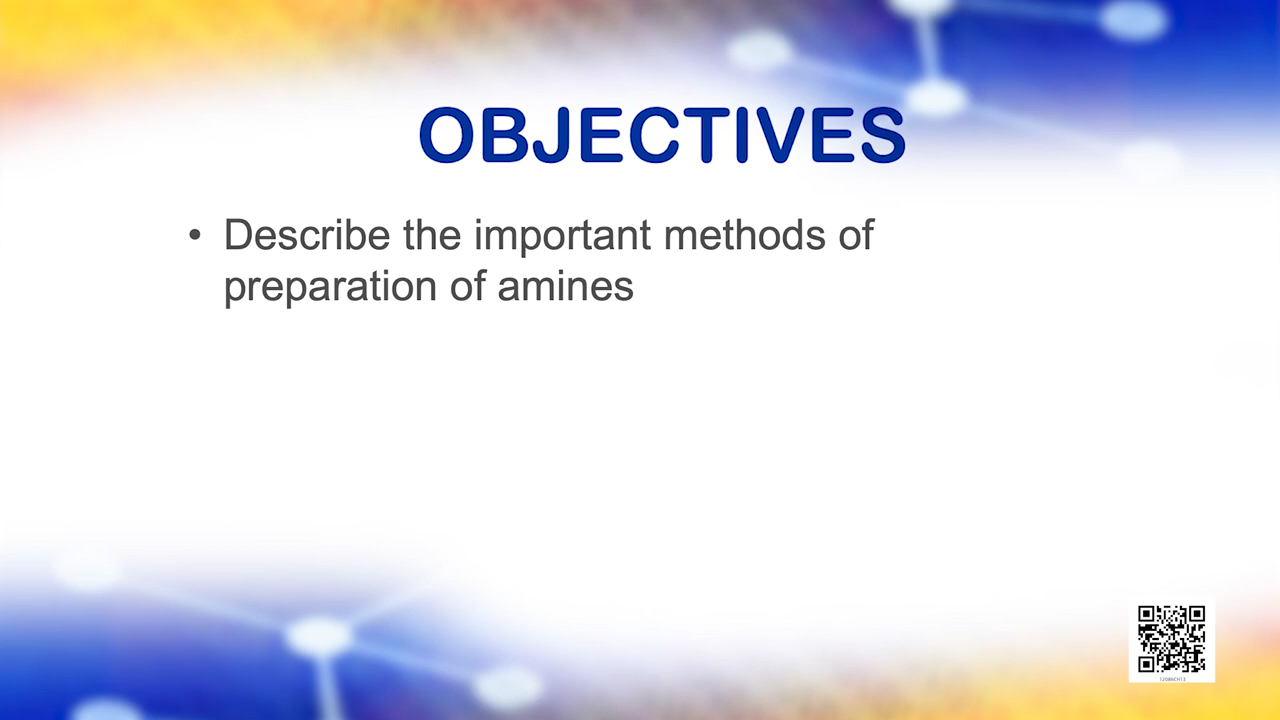 OBJECTIVES
• Describe the important methods of
preparation of amines